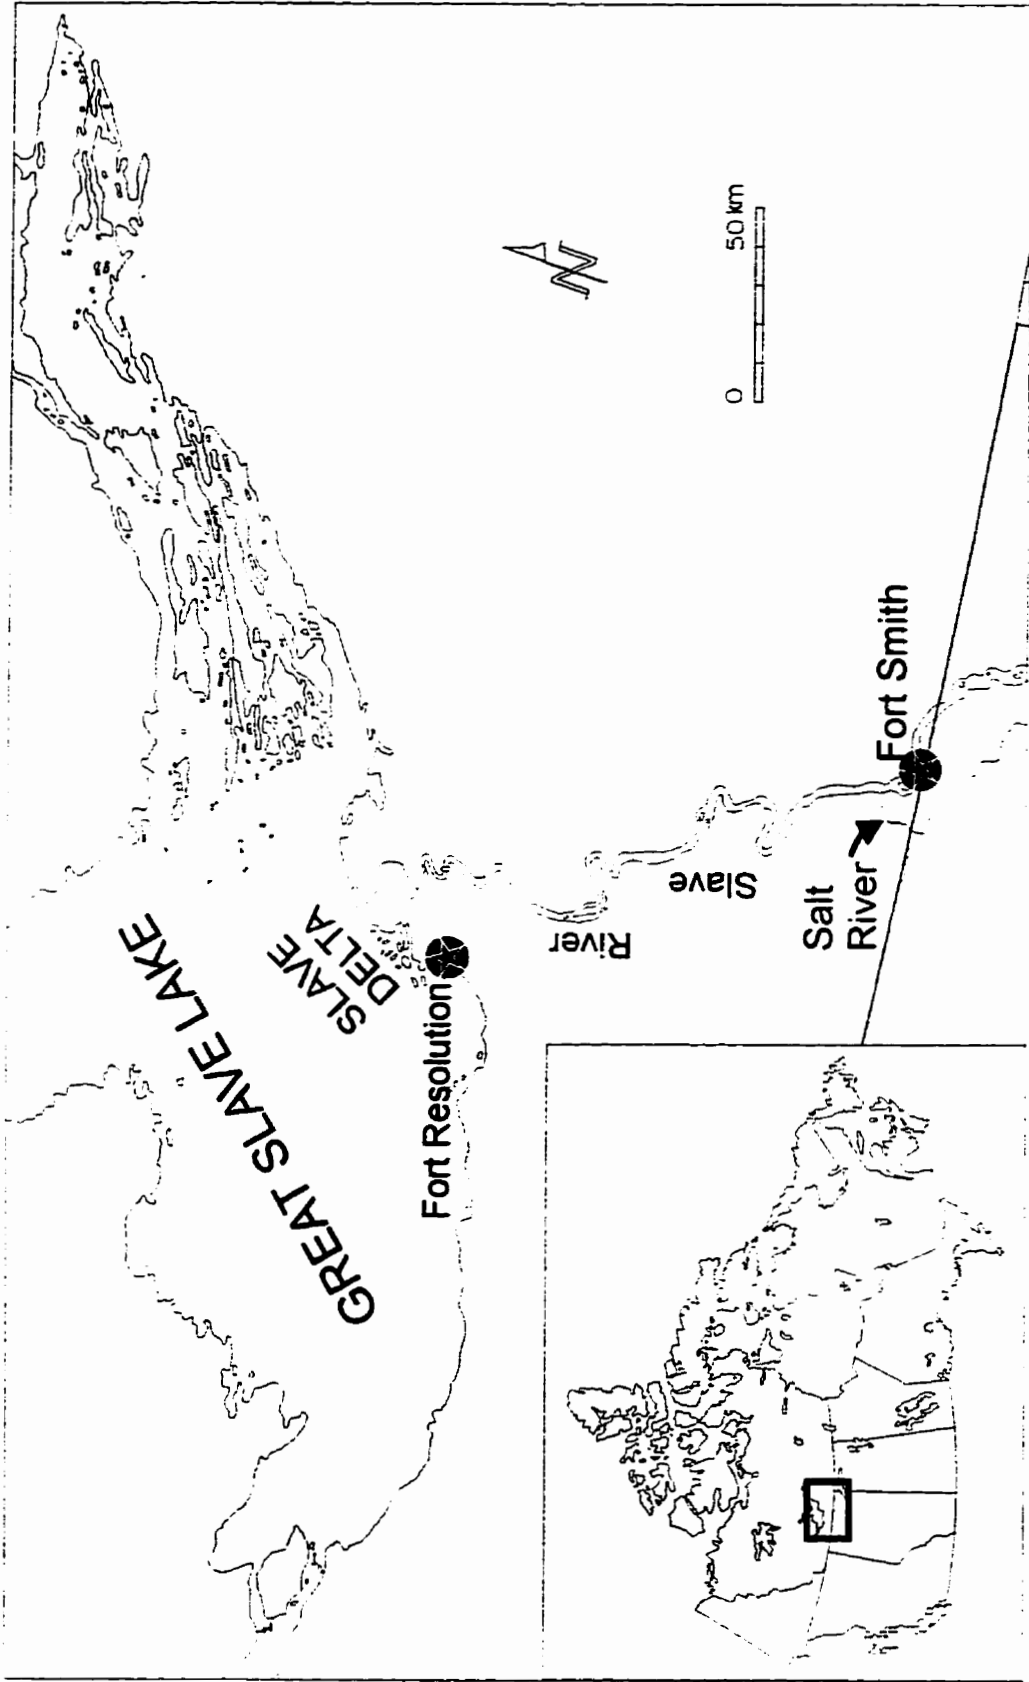 GREAT SLAVE LAKE
SLAVE
DELTA
Fort Resolution
River
Slave
Salt
River
Fort Smith
N
0 50 km